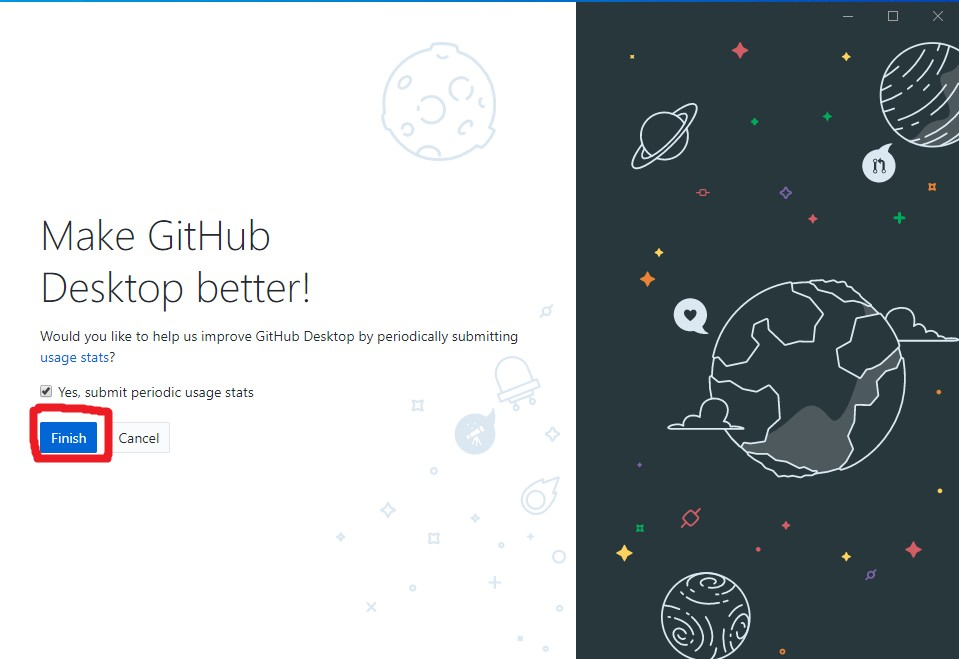 Make GitHub
Desktop better!
Would you like to help us improve GitHub Desktop by periodically submitting
usage stats?
Yes, submit periodic usage stats
Finish
Cancel